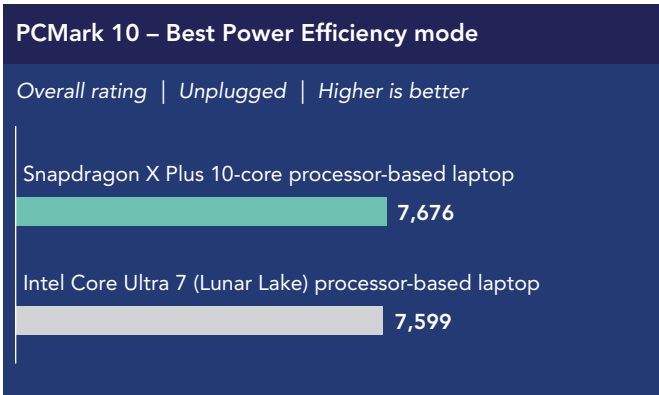 PCMark 10 – Best Power Efficiency mode
Overall rating | Unplugged | Higher is better
Snapdragon X Plus 10-core processor-based laptop
7,676
Intel Core Ultra 7 (Lunar Lake) processor-based laptop
7,599